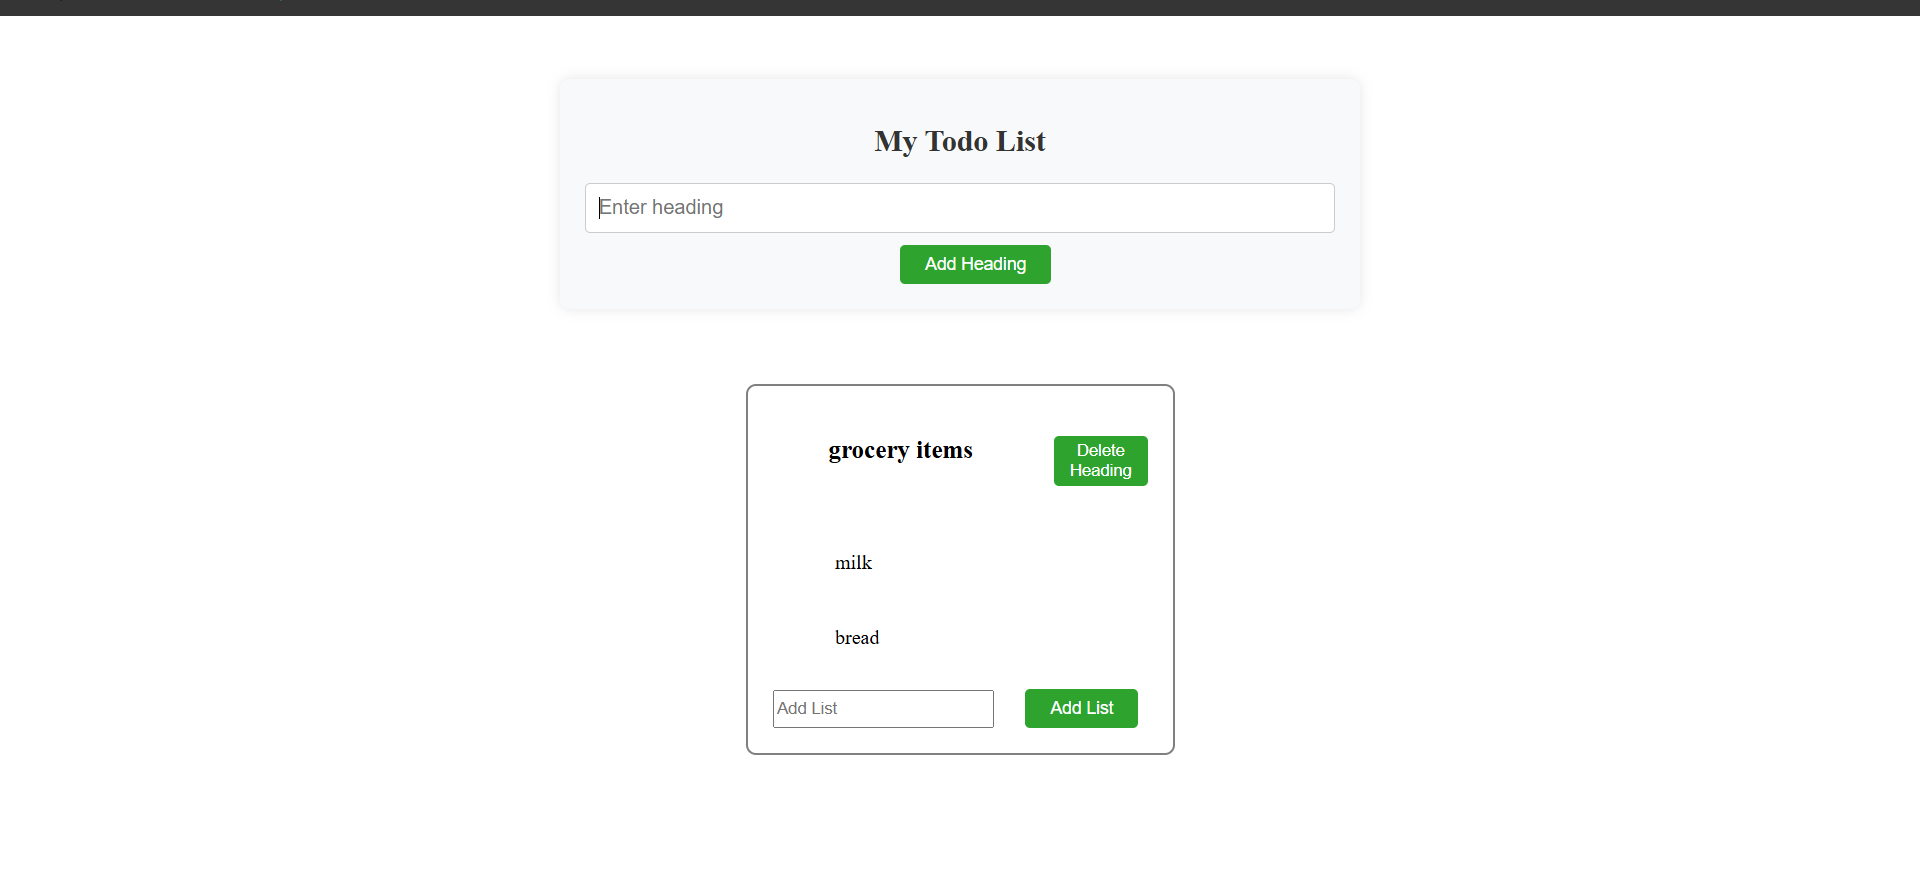 My Todo List
Enter heading
Add Heading
grocery items
Delete
Heading
milk
bread
Add List
Add List